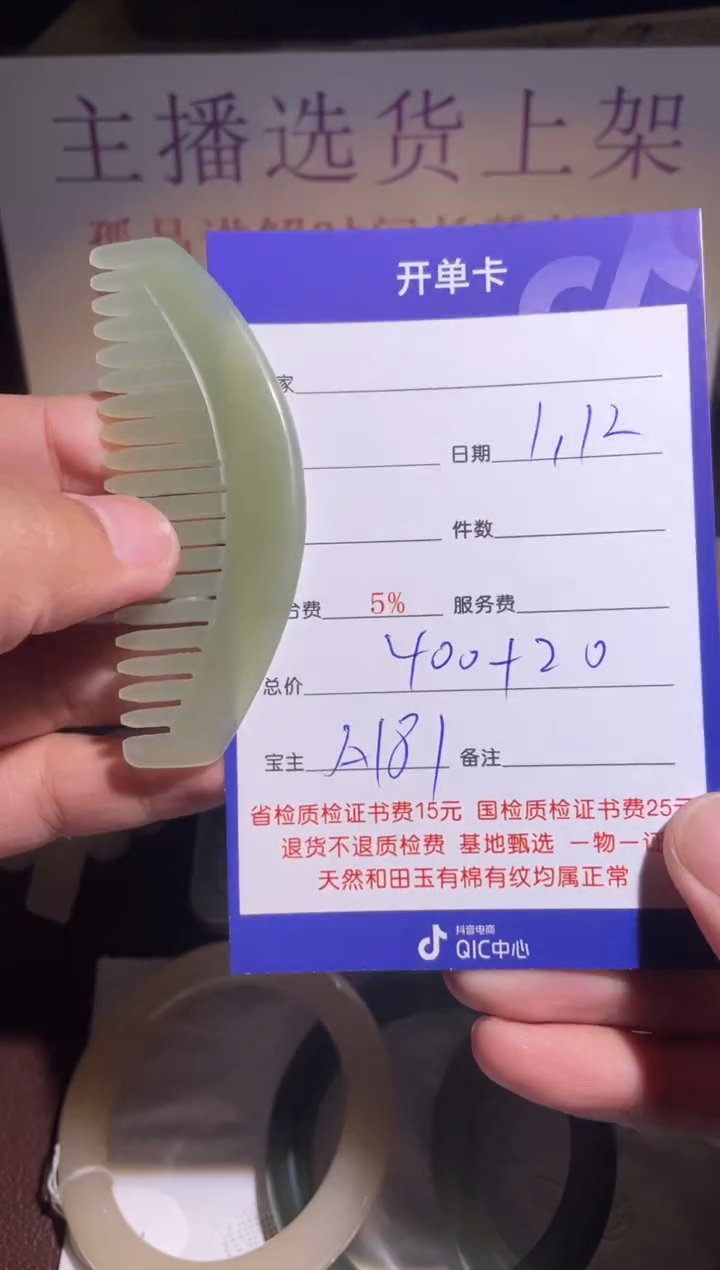 主播选货上架
开单卡
家
日期 1,12
件数
台费 5% 服务费
总价 400+20
宝主 A181 备注
省检质检证书费15元 国检质检证书费25元
退货不退质检费 基地甄选 一物一证
天然和田玉有棉有纹均属正常
抖音电商
QIC中心